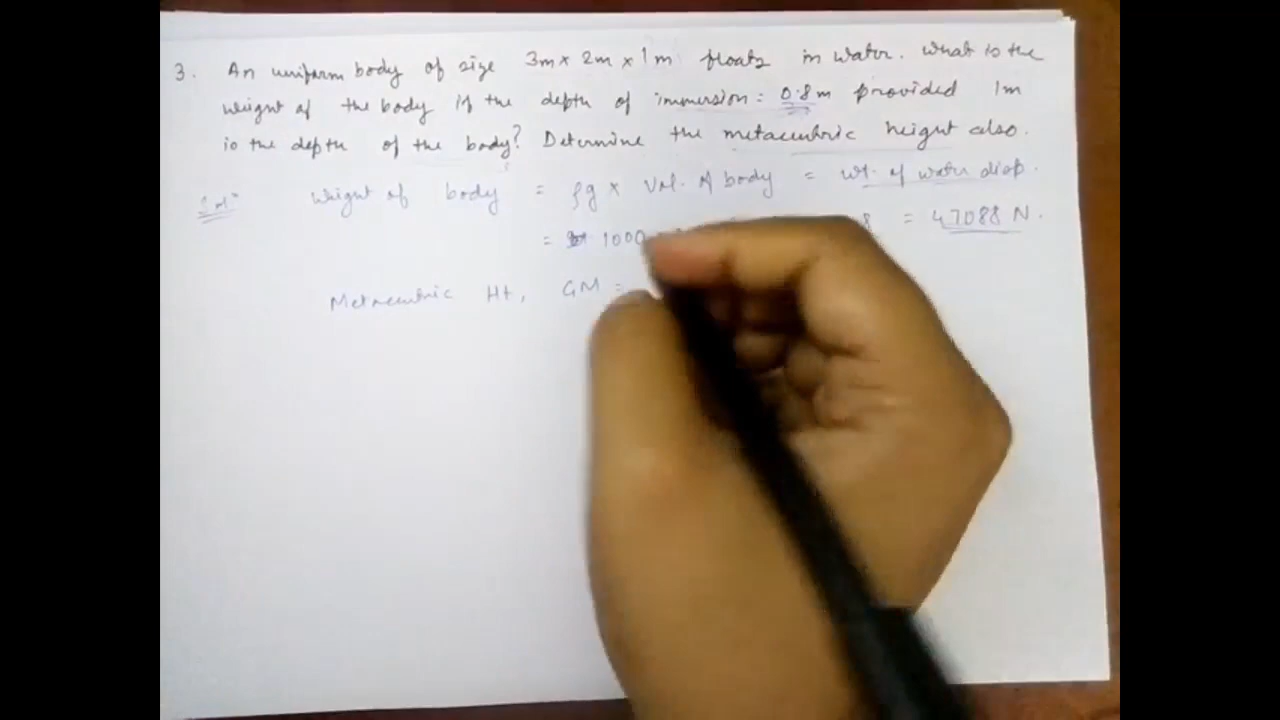 3. An uniform body of size 3m x 2m x 1m floats in water. What is the
weight of the body if the depth of immersion = 0.8m provided 1m
is the depth of the body? Determine the metacentric height also.
Sol^n Weight of body = ρg x Vol. of body = wt. of water disp.
= 1000 8 = 47088 N.
Metacentric Ht, GM =